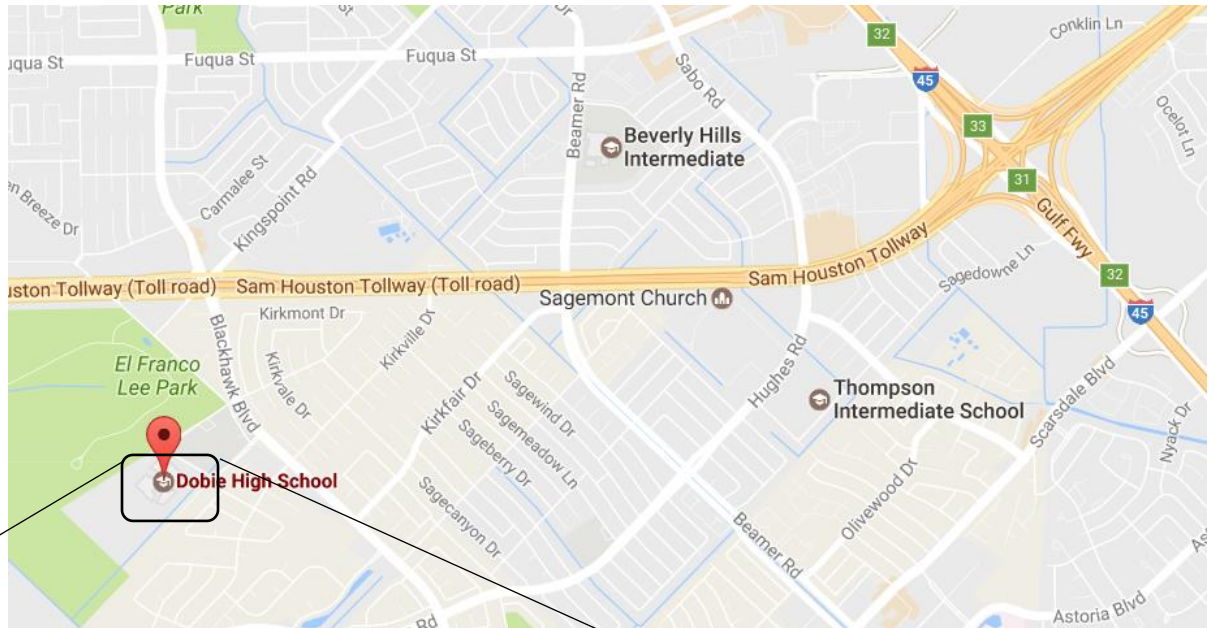 Park
St
Dr
uqua St
Fuqua St
Fuqua St
Beamer Rd
Sabo Rd
32
45
Conklin Ln
Ocelot Ln
33
31
Beverly Hills
Intermediate
en Breeze Dr
Carmalee St
Kingspoint Rd
Gulf Fwy
Sam Houston Tollway
Sagedowne Ln
32
45
uston Tollway (Toll road)
Sam Houston Tollway (Toll road)
Sagemont Church
Kirkmont Dr
Blackhawk Blvd
Kirkvale Dr
Kirkville Dr
El Franco
Lee Park
Kirkfair Dr
Sagewind Dr
Sagemeadow Ln
Sageberry Dr
Sagecanyon Dr
Hughes Rd
Thompson
Intermediate School
Scarsdale Blvd
Nyack Dr
Dobie High School
Olivewood Dr
Beamer Rd
Rd
Astoria Blvd